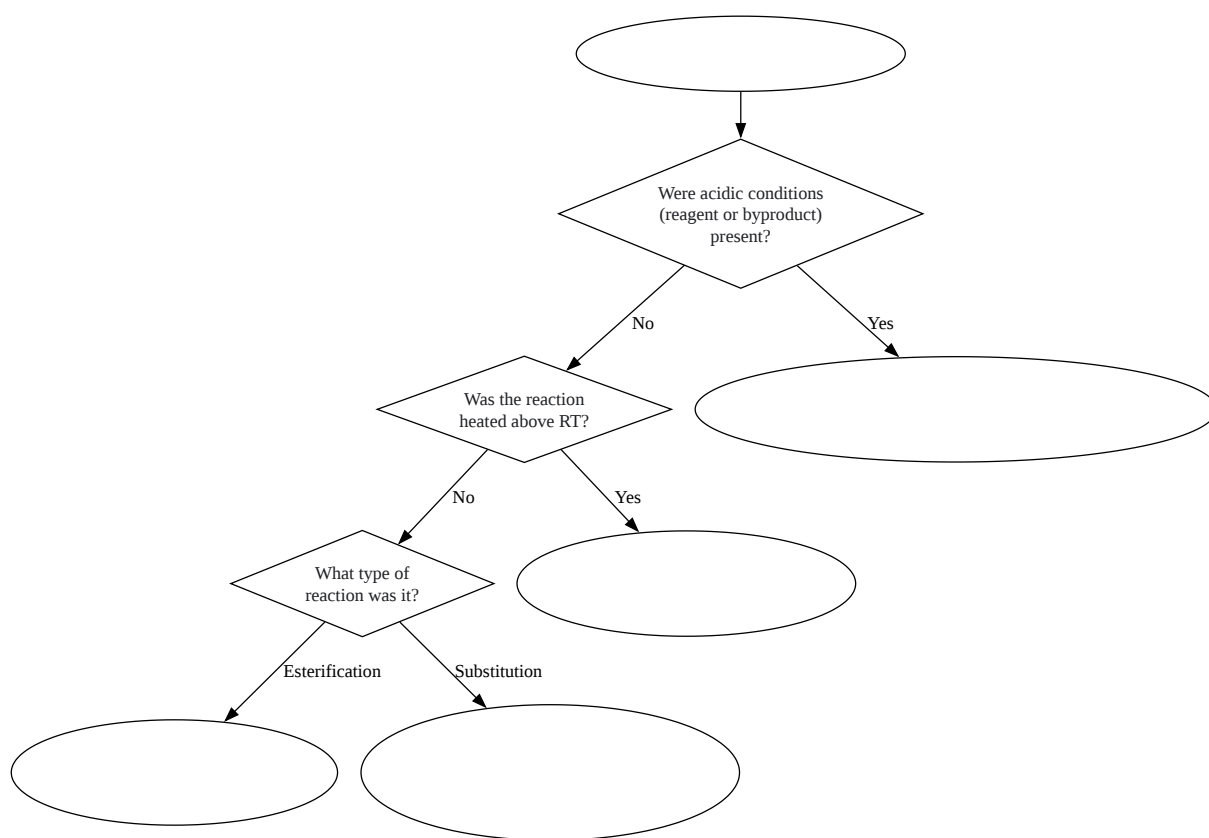 Were acidic conditions
(reagent or byproduct)
present?
No
Yes
Was the reaction
heated above RT?
No
Yes
What type of
reaction was it?
Esterification
Substitution